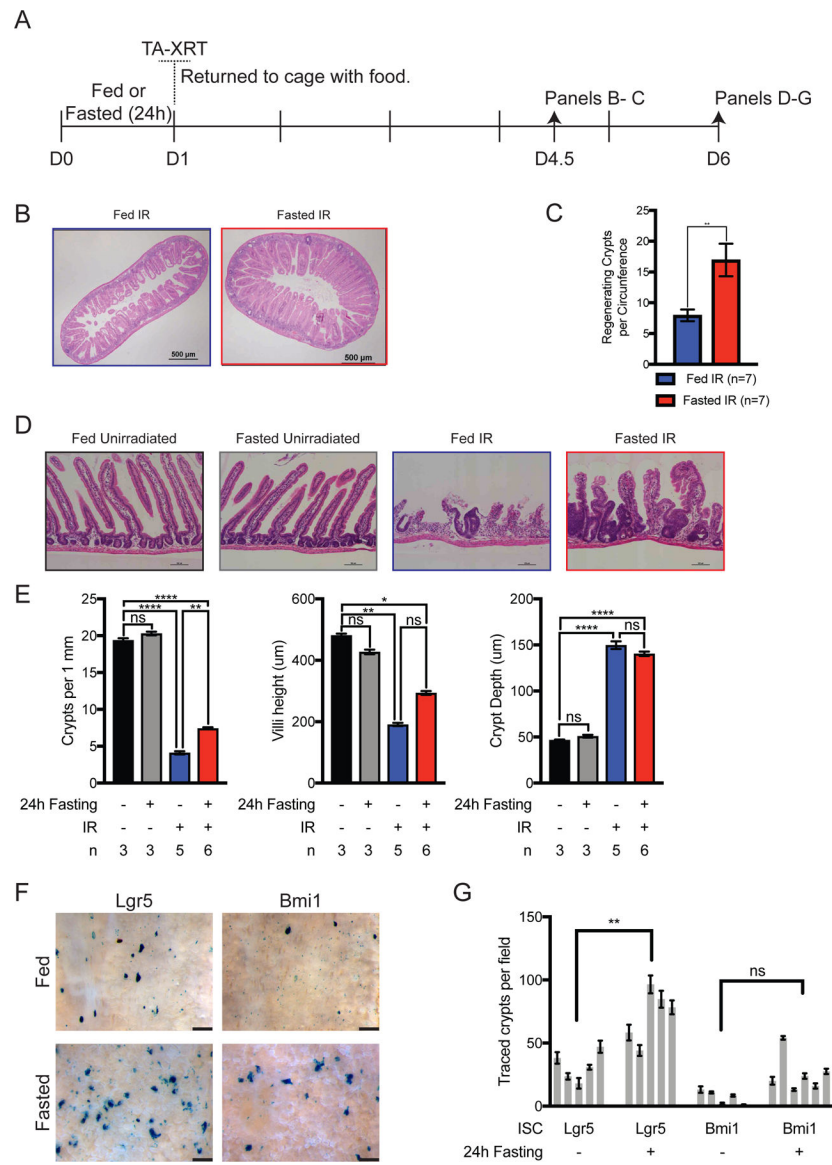 A
TA-XRT
Returned to cage with food.
Fed or
Fasted (24h)
Panels B- C
Panels D-G
D0
D1
D4.5
D6
B
Fed IR
Fasted IR
500 µm
500 µm
C
Regenerating Crypts
per Circumference
25
20
15
10
5
0
**
Fed IR (n=7)
Fasted IR (n=7)
D
Fed Unirradiated
Fasted Unirradiated
Fed IR
Fasted IR
E
Crypts per 1 mm
25
20
15
10
5
0
****
****
**
ns
Villi height (um)
600
400
200
0
*
**
ns
ns
Crypt Depth (um)
200
150
100
50
0
****
****
ns
ns
24h Fasting - + - + - + - + 24h Fasting - + - +
IR - - + + - - + + IR - - + +
n 3 3 5 6 3 3 5 6 n 3 3 5 6
F
Lgr5
Bmi1
Fed
Fasted
G
Traced crypts per field
150
100
50
0
**
ns
ISC Lgr5 Lgr5 Bmi1 Bmi1
24h Fasting - + - +